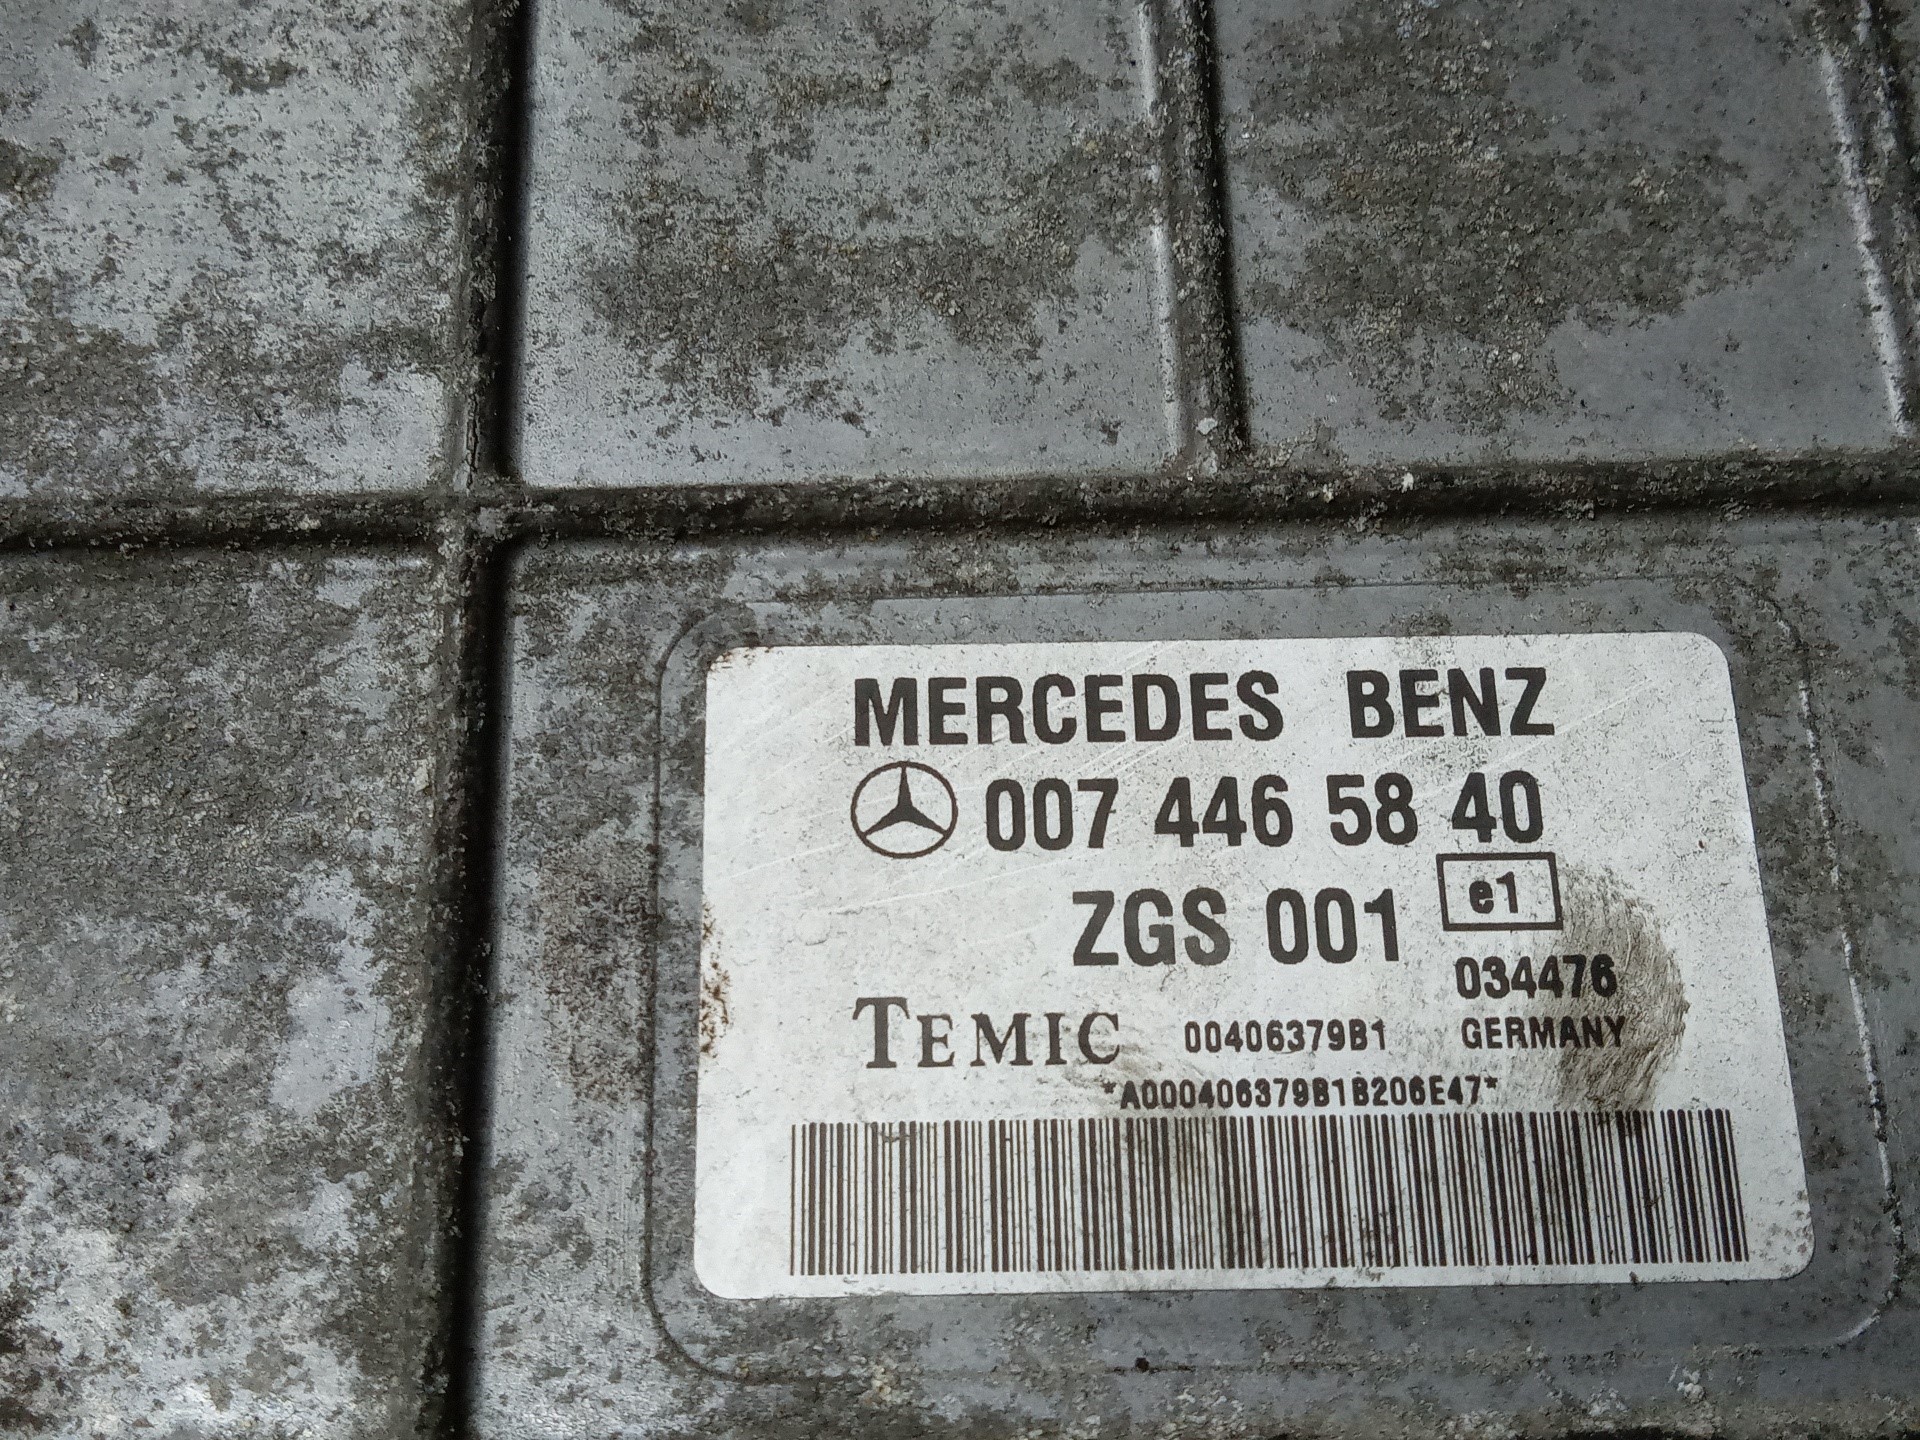 MERCEDES BENZ
007 446 58 40
ZGS 001 e1
034476
TEMIC 00406379B1 GERMANY
*A000406379B1B206E47*